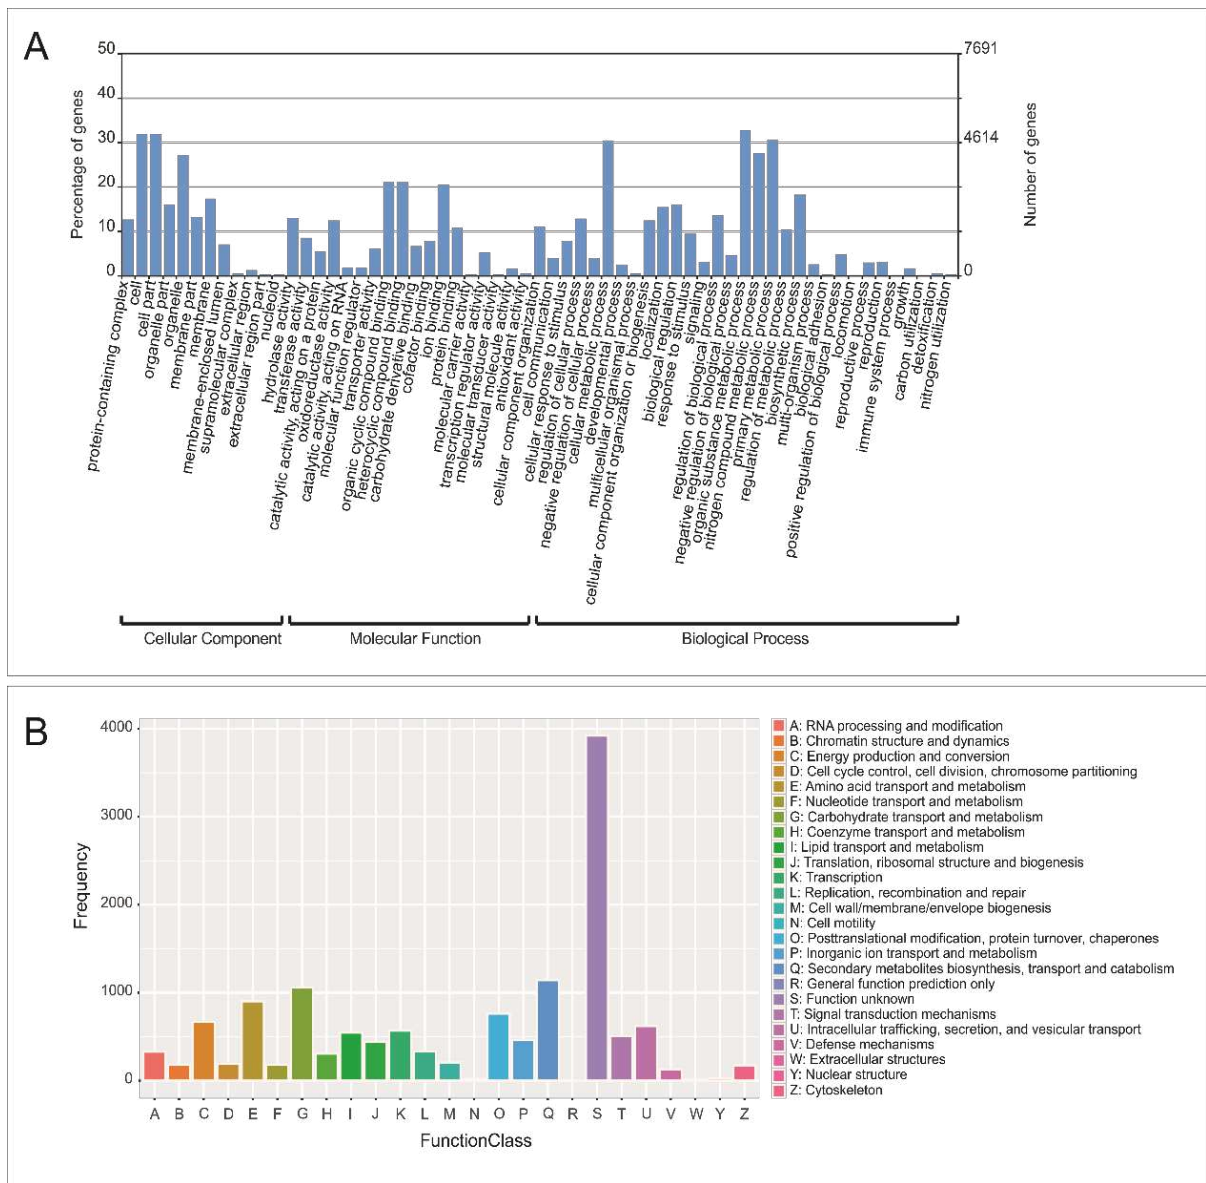 A
50
40
30
20
10
0
Percentage of genes
7691
4614
0
Number of genes
protein-containing complex
cell
cell part
organelle part
organelle
membrane part
membrane
membrane-enclosed lumen
supramolecular complex
extracellular region
extracellular region part
nucleoid
hydrolase activity
transferase activity
catalytic activity, acting on a protein
oxidoreductase activity
catalytic activity, acting on RNA
molecular function regulator
transporter activity
organic cyclic compound binding
heterocyclic compound binding
carbohydrate derivative binding
cofactor binding
ion binding
protein binding
molecular carrier activity
transcription regulator activity
molecular transducer activity
structural molecule activity
antioxidant activity
cellular component organization
cell communication
cellular response to stimulus
regulation of cellular process
negative regulation of cellular process
cellular metabolic process
developmental process
multicellular organismal process
cellular component organization or biogenesis
localization
biological regulation
response to stimulus
signaling
regulation of biological process
negative regulation of biological process
organic substance metabolic process
nitrogen compound metabolic process
primary metabolic process
regulation of metabolic process
biosynthetic process
multi-organism process
biological adhesion
positive regulation of biological process
locomotion
reproductive process
reproduction
immune system process
growth
carbon utilization
detoxification
nitrogen utilization
Cellular Component
Molecular Function
Biological Process
B
4000
3000
2000
1000
0
Frequency
A B C D E F G H I J K L M N O P Q R S T U V W Y Z
FunctionClass
A: RNA processing and modification
B: Chromatin structure and dynamics
C: Energy production and conversion
D: Cell cycle control, cell division, chromosome partitioning
E: Amino acid transport and metabolism
F: Nucleotide transport and metabolism
G: Carbohydrate transport and metabolism
H: Coenzyme transport and metabolism
I: Lipid transport and metabolism
J: Translation, ribosomal structure and biogenesis
K: Transcription
L: Replication, recombination and repair
M: Cell wall/membrane/envelope biogenesis
N: Cell motility
O: Posttranslational modification, protein turnover, chaperones
P: Inorganic ion transport and metabolism
Q: Secondary metabolites biosynthesis, transport and catabolism
R: General function prediction only
S: Function unknown
T: Signal transduction mechanisms
U: Intracellular trafficking, secretion, and vesicular transport
V: Defense mechanisms
W: Extracellular structures
Y: Nuclear structure
Z: Cytoskeleton